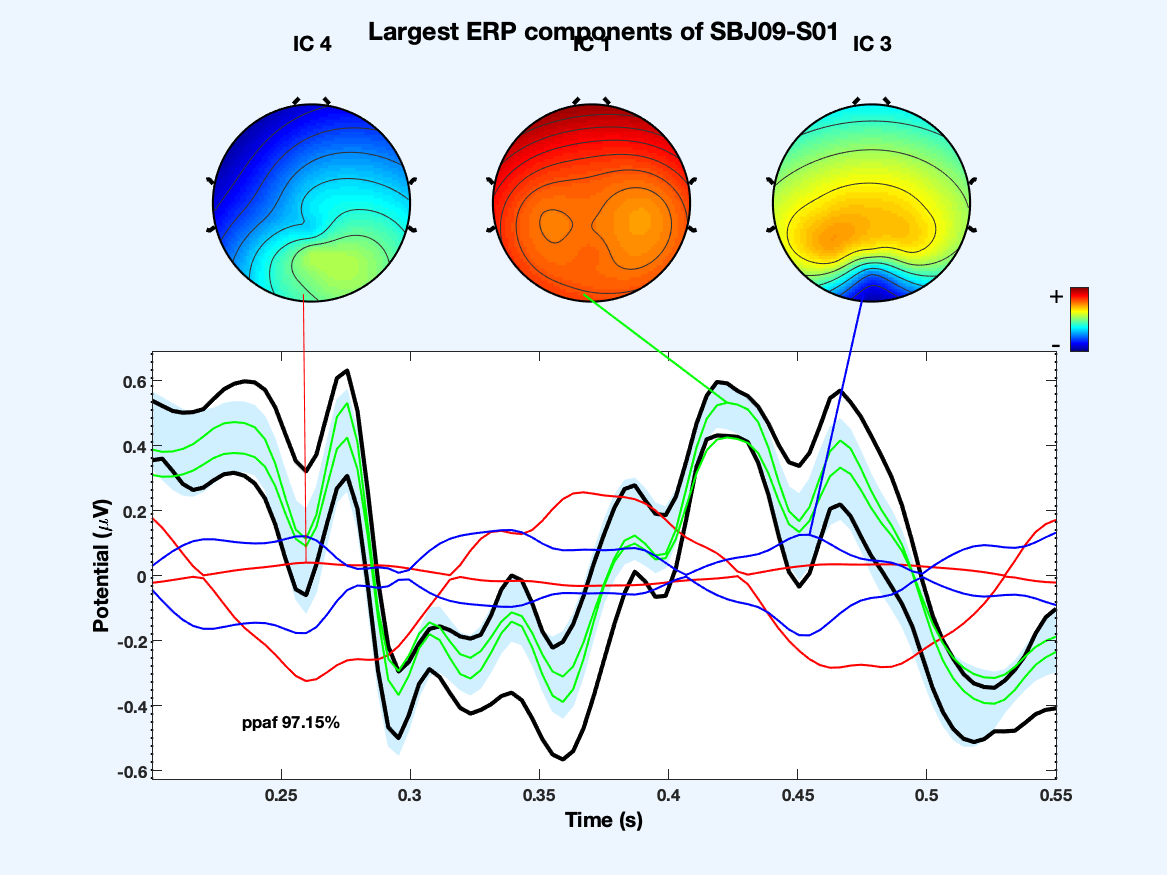 Largest ERP components of SBJ09-S01
IC 4
IC 1
IC 3
+
-
0.6
0.4
0.2
0
-0.2
-0.4
-0.6
Potential (μV)
ppaf 97.15%
0.25
0.3
0.35
0.4
0.45
0.5
0.55
Time (s)